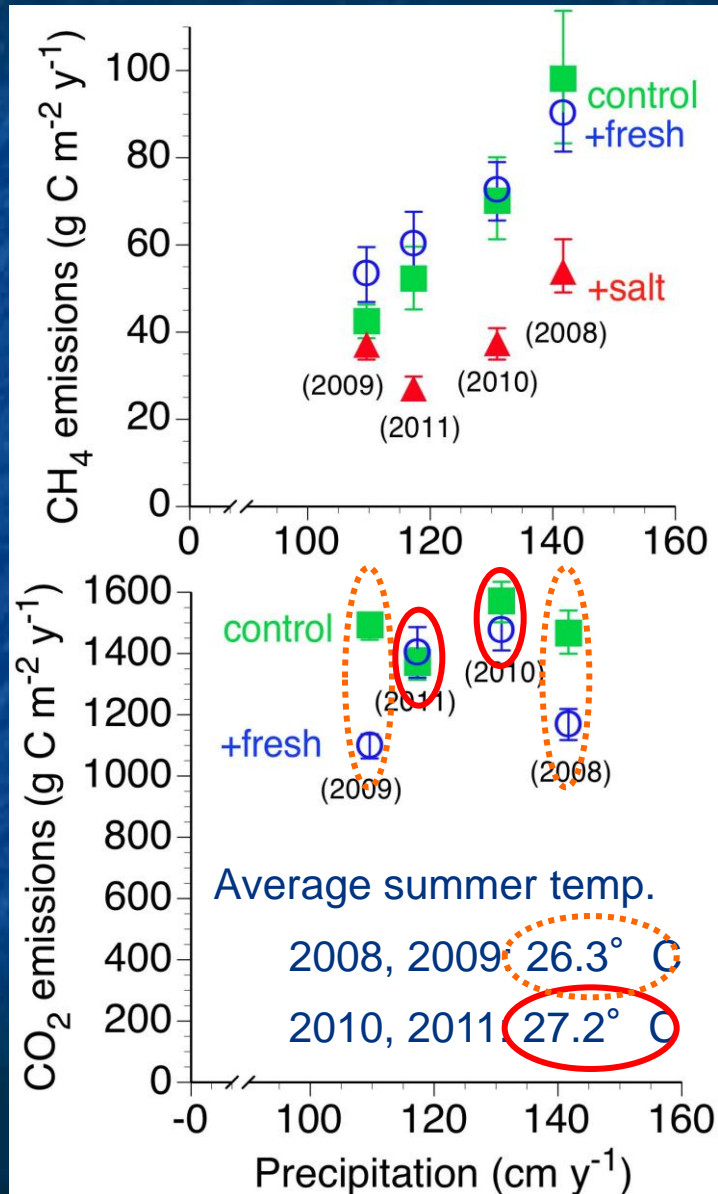 CH4 emissions (g C m-2 y-1)
100
80
60
40
20
0
control
+fresh
+salt
(2009)
(2011)
(2010)
(2008)
0 100 120 140 160
CO2 emissions (g C m-2 y-1)
1600
1400
1200
1000
800
600
400
200
0
control
+fresh
(2011)
(2010)
(2009)
(2008)
Average summer temp.
2008, 2009: 26.3° C
2010, 2011: 27.2° C
-0 100 120 140 160
Precipitation (cm y-1)